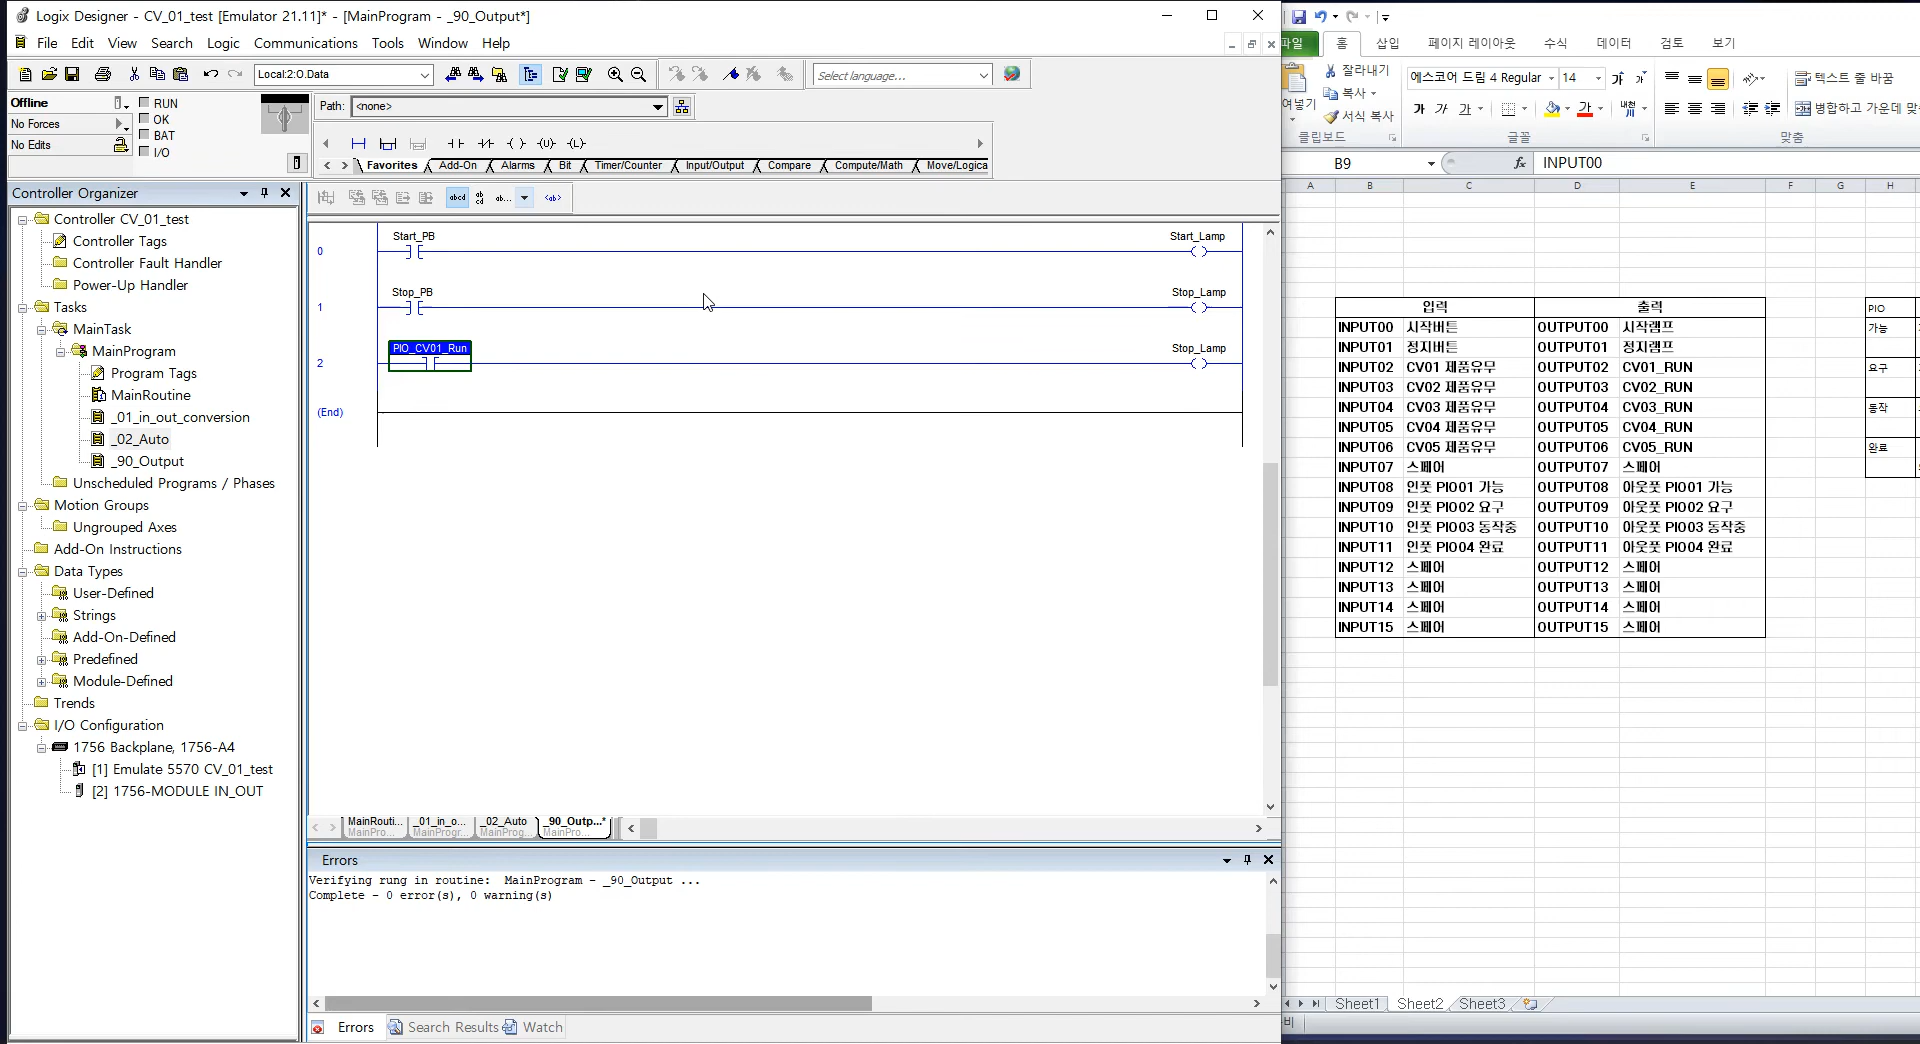 Logix Designer - CV_01_test [Emulator 21.11]* - [MainProgram - _90_Output*]
File Edit View Search Logic Communications Tools Window Help
Local:2:O.Data
Select language...
Offline
No Forces
No Edits
RUN
OK
BAT
I/O
Path: <none>
Favorites Add-On Alarms Bit Timer/Counter Input/Output Compare Compute/Math Move/Logica
Controller Organizer
Controller CV_01_test
Controller Tags
Controller Fault Handler
Power-Up Handler
Tasks
MainTask
MainProgram
Program Tags
MainRoutine
_01_in_out_conversion
_02_Auto
_90_Output
Unscheduled Programs / Phases
Motion Groups
Ungrouped Axes
Add-On Instructions
Data Types
User-Defined
Strings
Add-On-Defined
Predefined
Module-Defined
Trends
I/O Configuration
1756 Backplane, 1756-A4
[1] Emulate 5570 CV_01_test
[2] 1756-MODULE IN_OUT
Start_PB Start_Lamp
0
Stop_PB Stop_Lamp
1
PIO_CV01_Run Stop_Lamp
2
(End)
MainRouti... _01_in_o... _02_Auto _90_Outp...*
MainPro... MainProgr... MainProg... MainPro...
Errors
Verifying rung in routine: MainProgram - _90_Output ...
Complete - 0 error(s), 0 warning(s)
Errors Search Results Watch
파일 홈 삽입 페이지 레이아웃 수식 데이터 검토 보기
여넣기
잘라내기
복사
서식 복사
클립보드
에스코어 드림 4 Regular 14
가 가 가
글꼴
텍스트 줄 바꿈
병합하고 가운데 맞
맞춤
B9 fx INPUT00
A B C D E F G H
입력 출력
INPUT00 시작버튼 OUTPUT00 시작램프
INPUT01 정지버튼 OUTPUT01 정지램프
INPUT02 CV01 제품유무 OUTPUT02 CV01_RUN
INPUT03 CV02 제품유무 OUTPUT03 CV02_RUN
INPUT04 CV03 제품유무 OUTPUT04 CV03_RUN
INPUT05 CV04 제품유무 OUTPUT05 CV04_RUN
INPUT06 CV05 제품유무 OUTPUT06 CV05_RUN
INPUT07 스페어 OUTPUT07 스페어
INPUT08 인풋 PIO01 가능 OUTPUT08 아웃풋 PIO01 가능
INPUT09 인풋 PIO02 요구 OUTPUT09 아웃풋 PIO02 요구
INPUT10 인풋 PIO03 동작중 OUTPUT10 아웃풋 PIO03 동작중
INPUT11 인풋 PIO04 완료 OUTPUT11 아웃풋 PIO04 완료
INPUT12 스페어 OUTPUT12 스페어
INPUT13 스페어 OUTPUT13 스페어
INPUT14 스페어 OUTPUT14 스페어
INPUT15 스페어 OUTPUT15 스페어
PIO
가능
요구
동작
완료
Sheet1 Sheet2 Sheet3
비